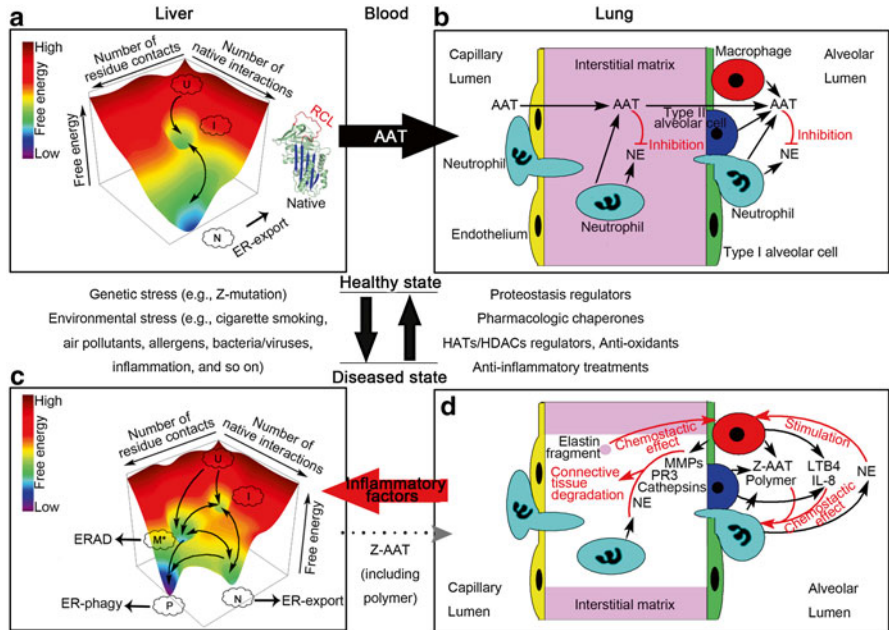 Liver
Blood
Lung
a
High
Low
Free energy
Free energy
Number of
residue contacts
Number of
native interactions
U
I
N
RCL
Native
ER-export
AAT
b
Capillary
Lumen
Interstitial matrix
Macrophage
Alveolar
Lumen
AAT
AAT
AAT
Type II
alveolar cell
Inhibition
Inhibition
NE
NE
Neutrophil
Neutrophil
Neutrophil
Endothelium
Type I alveolar cell
Healthy state
Genetic stress (e.g., Z-mutation)
Environmental stress (e.g., cigarette smoking,
air pollutants, allergens, bacteria/viruses,
inflammation, and so on)
Proteostasis regulators
Pharmacologic chaperones
HATs/HDACs regulators, Anti-oxidants
Anti-inflammatory treatments
Diseased state
c
High
Low
Free energy
Free energy
Number of
residue contacts
Number of
native interactions
U
I
M*
P
N
ERAD
ER-phagy
ER-export
Inflammatory
factors
Z-AAT
(including
polymer)
d
Elastin
fragment
Chemostactic
effect
Stimulation
Connective
tissue
degradation
MMPs
PR3
Cathepsins
NE
Z-AAT
Polymer
LTB4
IL-8
NE
Chemostactic
effect
Capillary
Lumen
Interstitial matrix
Alveolar
Lumen